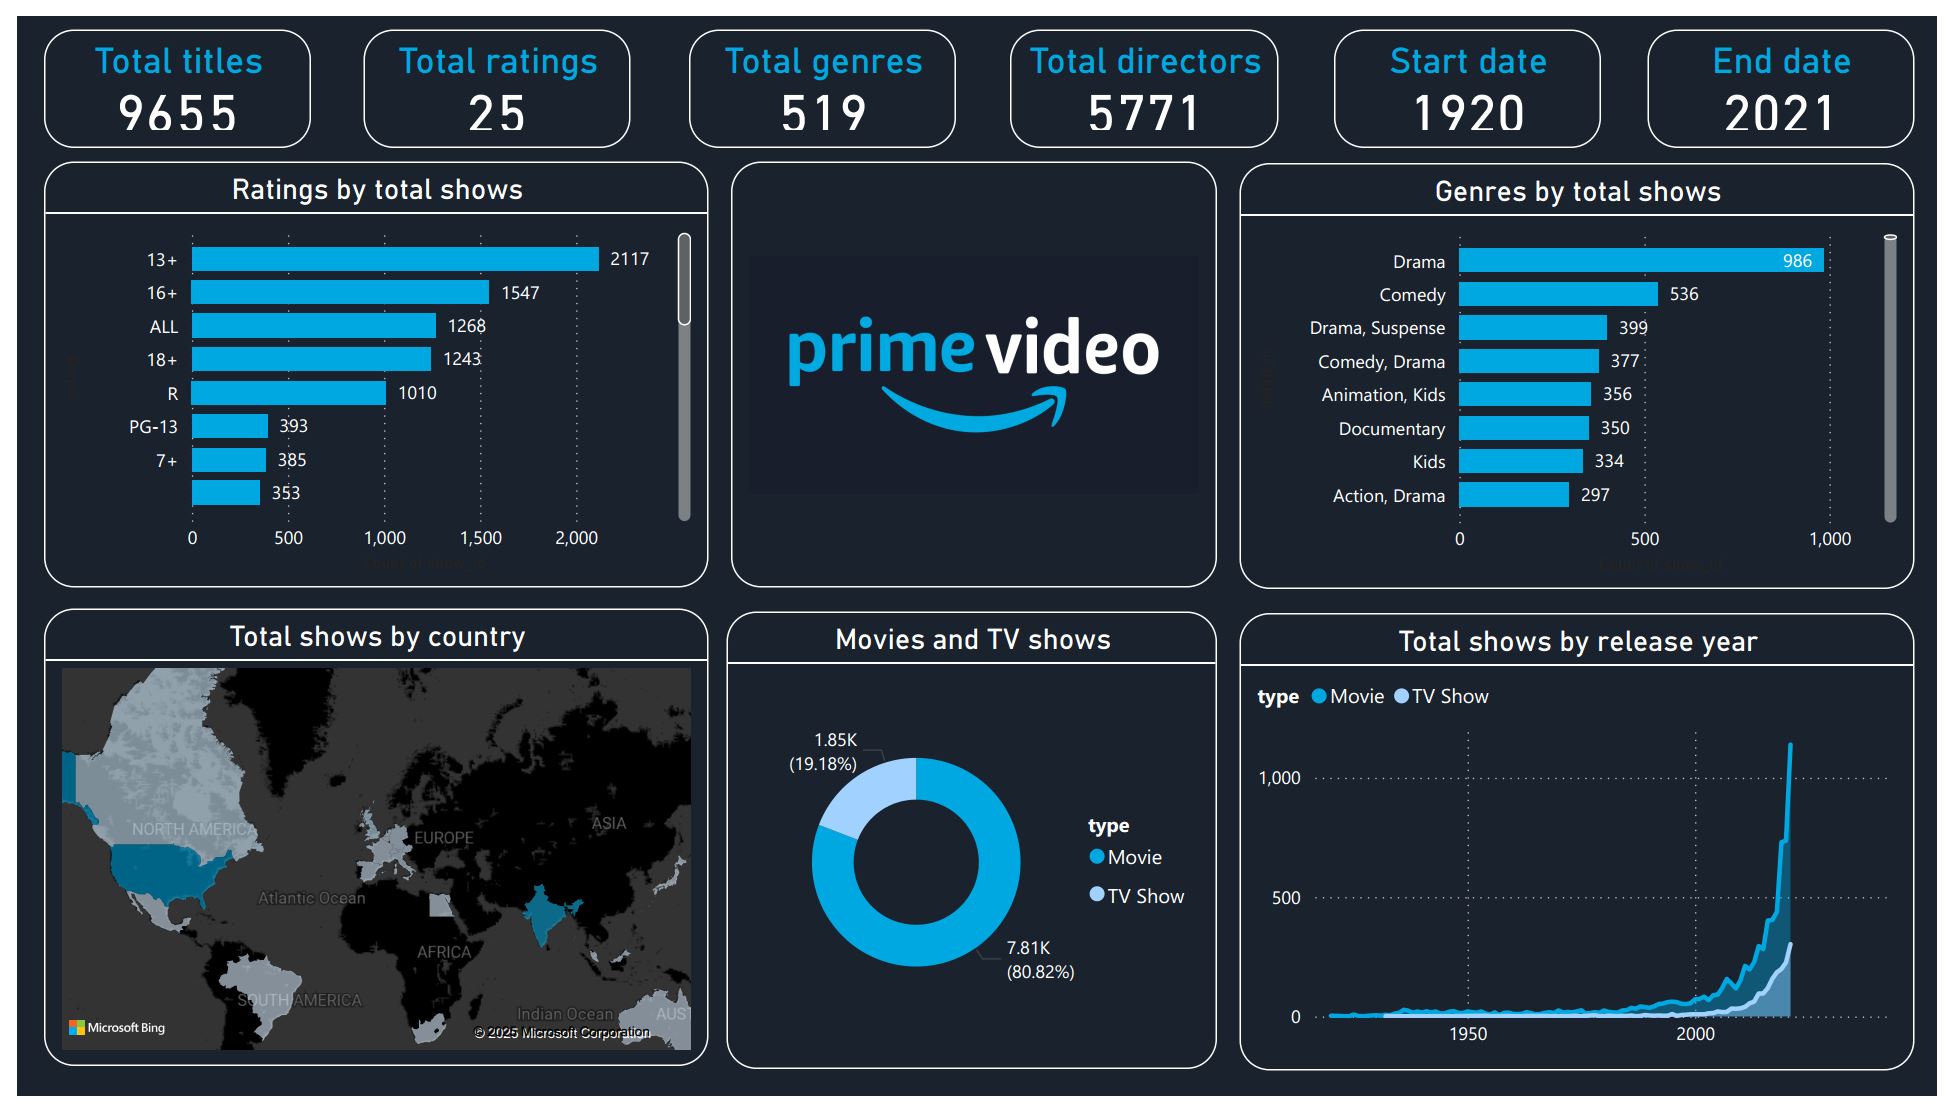 Total titles
9655
Total ratings
25
Total genres
519
Total directors
5771
Start date
1920
End date
2021
Ratings by total shows
13+ 2117
16+ 1547
ALL 1268
18+ 1243
R 1010
PG-13 393
7+ 385
353
0 500 1,000 1,500 2,000
prime video
Genres by total shows
Drama 986
Comedy 536
Drama, Suspense 399
Comedy, Drama 377
Animation, Kids 356
Documentary 350
Kids 334
Action, Drama 297
0 500 1,000
Total shows by country
NORTH AMERICA
EUROPE
ASIA
Atlantic Ocean
AFRICA
SOUTH AMERICA
Indian Ocean
AUS
Microsoft Bing
© 2025 Microsoft Corporation
Movies and TV shows
1.85K
(19.18%)
type
Movie
TV Show
7.81K
(80.82%)
Total shows by release year
type Movie TV Show
1,000
500
0
1950 2000